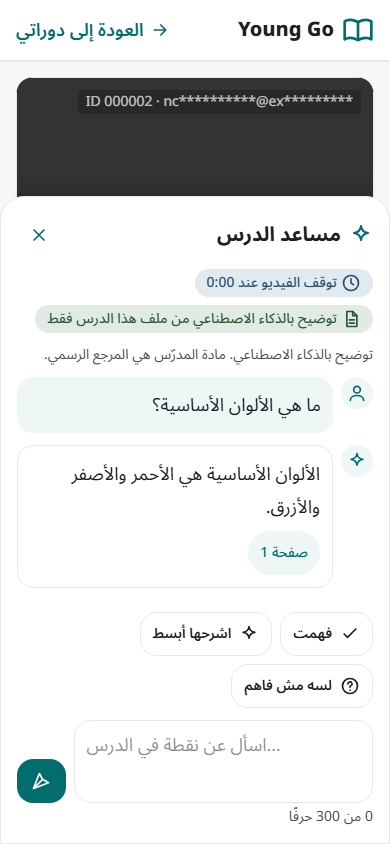 Young Go
العودة إلى دوراتي
ID 000002 · nc**********@ex*********
مساعد الدرس
توقف الفيديو عند 0:00
توضيح بالذكاء الاصطناعي من ملف هذا الدرس فقط
توضيح بالذكاء الاصطناعي. مادة المدرّس هي المرجع الرسمي.
ما هي الألوان الأساسية؟
الألوان الأساسية هي الأحمر والأصفر
والأزرق.
صفحة 1
فهمت
اشرحها أبسط
لسه مش فاهم
اسأل عن نقطة في الدرس...
0 من 300 حرفًا